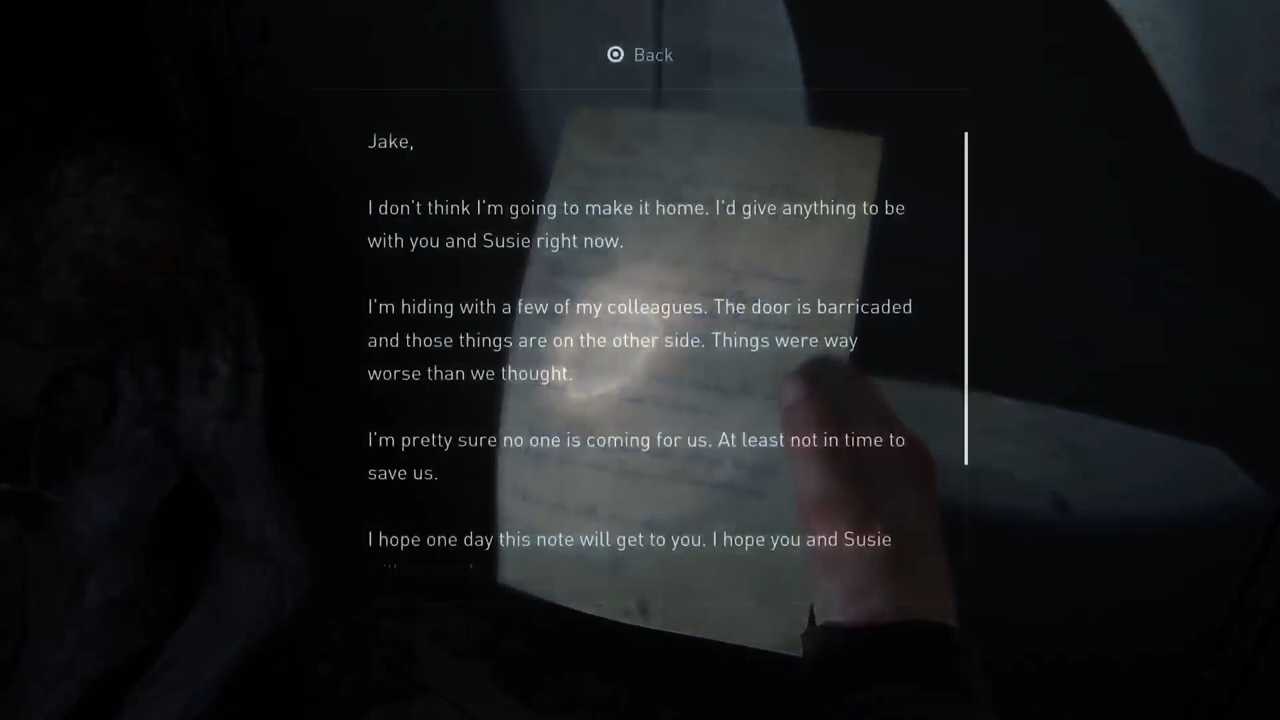 Back
Jake,
I don't think I'm going to make it home. I'd give anything to be
with you and Susie right now.
I'm hiding with a few of my colleagues. The door is barricaded
and those things are on the other side. Things were way
worse than we thought.
I'm pretty sure no one is coming for us. At least not in time to
save us.
I hope one day this note will get to you. I hope you and Susie